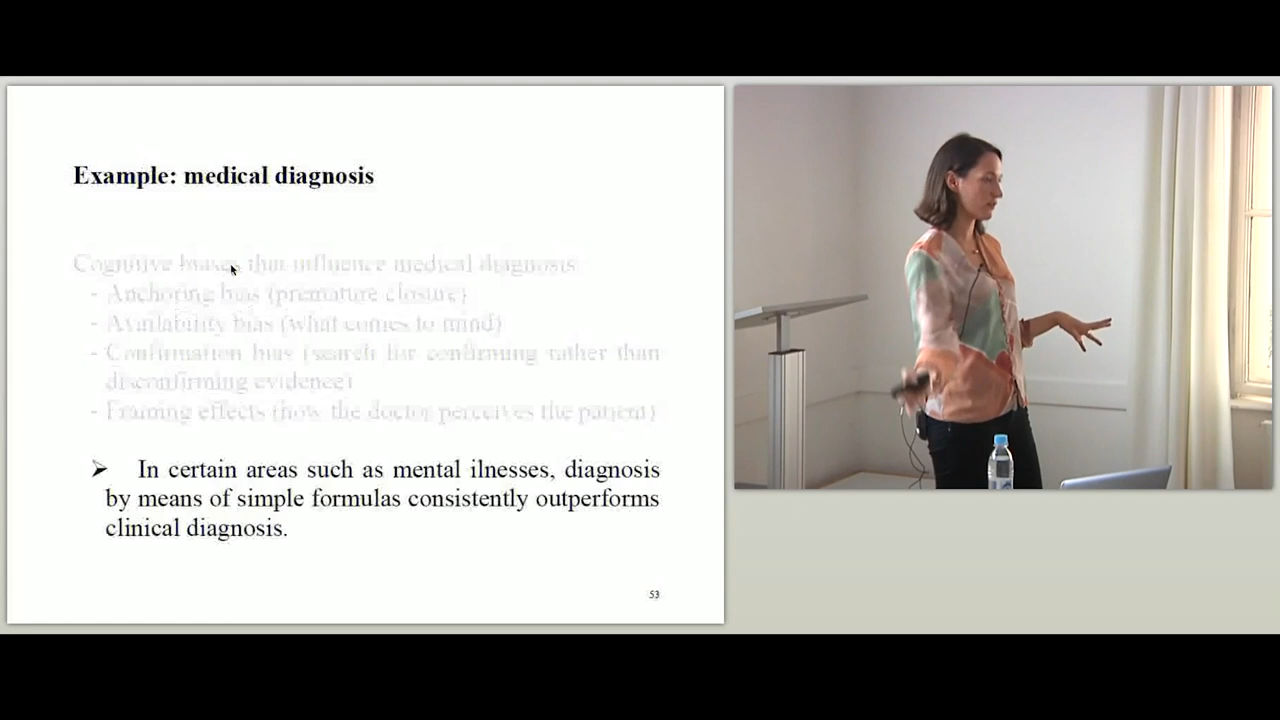 Example: medical diagnosis
Cognitive biases that influence medical diagnosis
- Anchoring bias (premature closure)
- Availability bias (what comes to mind)
- Confirmation bias (search for confirming rather than
disconfirming evidence)
- Framing effects (how the doctor perceives the patient)
➢ In certain areas such as mental ilnesses, diagnosis
by means of simple formulas consistently outperforms
clinical diagnosis.
53